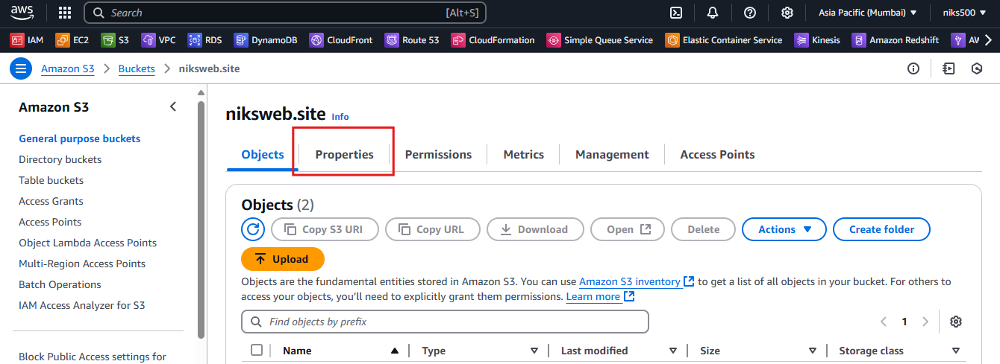 aws Search [Alt+S] Asia Pacific (Mumbai) niks500
IAM EC2 S3 VPC RDS DynamoDB CloudFront Route 53 CloudFormation Simple Queue Service Elastic Container Service Kinesis Amazon Redshift
Amazon S3 Buckets niksweb.site
Amazon S3
General purpose buckets
Directory buckets
Table buckets
Access Grants
Access Points
Object Lambda Access Points
Multi-Region Access Points
Batch Operations
IAM Access Analyzer for S3
Block Public Access settings for
niksweb.site Info
Objects Properties Permissions Metrics Management Access Points
Objects (2)
Copy S3 URI Copy URL Download Open Delete Actions Create folder
Upload
Objects are the fundamental entities stored in Amazon S3. You can use Amazon S3 inventory to get a list of all objects in your bucket. For others to
access your objects, you'll need to explicitly grant them permissions. Learn more
Find objects by prefix 1
Name Type Last modified Size Storage class